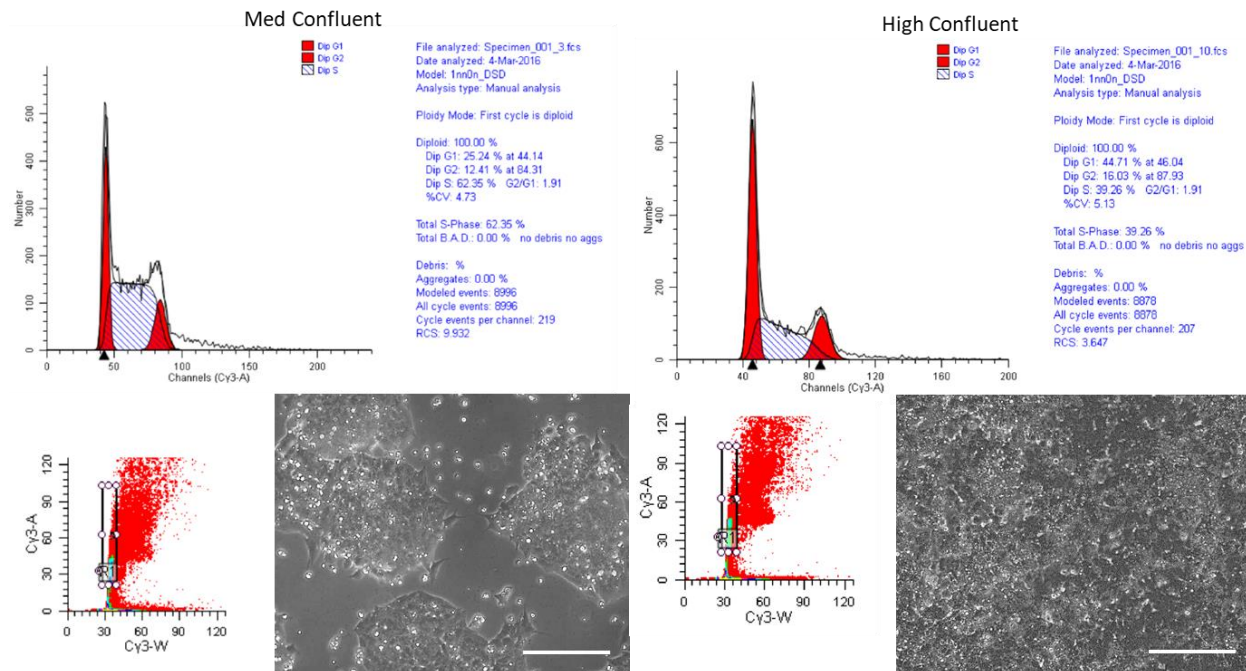 Med Confluent
Dip G1
Dip G2
Dip S
File analyzed: Specimen_001_3.fcs
Date analyzed: 4-Mar-2016
Model: 1nn0n_DSD
Analysis type: Manual analysis
Ploidy Mode: First cycle is diploid
Diploid: 100.00 %
Dip G1: 25.24 % at 44.14
Dip G2: 12.41 % at 84.31
Dip S: 62.35 % G2/G1: 1.91
%CV: 4.73
Total S-Phase: 62.35 %
Total B.A.D.: 0.00 % no debris no aggs
Debris: %
Aggregates: 0.00 %
Modeled events: 8996
All cycle events: 8996
Cycle events per channel: 219
RCS: 9.932
Number
500
400
300
200
100
0
0 50 100 150 200
Channels (Cy3-A)
High Confluent
Dip G1
Dip G2
Dip S
File analyzed: Specimen_001_10.fcs
Date analyzed: 4-Mar-2016
Model: 1nn0n_DSD
Analysis type: Manual analysis
Ploidy Mode: First cycle is diploid
Diploid: 100.00 %
Dip G1: 44.71 % at 46.04
Dip G2: 16.03 % at 87.93
Dip S: 39.26 % G2/G1: 1.91
%CV: 5.13
Total S-Phase: 39.26 %
Total B.A.D.: 0.00 % no debris no aggs
Debris: %
Aggregates: 0.00 %
Modeled events: 8878
All cycle events: 8878
Cycle events per channel: 207
RCS: 3.647
Number
600
400
200
0
0 40 80 120 160 200
Channels (Cy3-A)
Cy3-A
120
90
60
30
0
0 30 60 90 120
Cy3-W
Cy3-A
120
90
60
30
0
0 30 60 90 120
Cy3-W